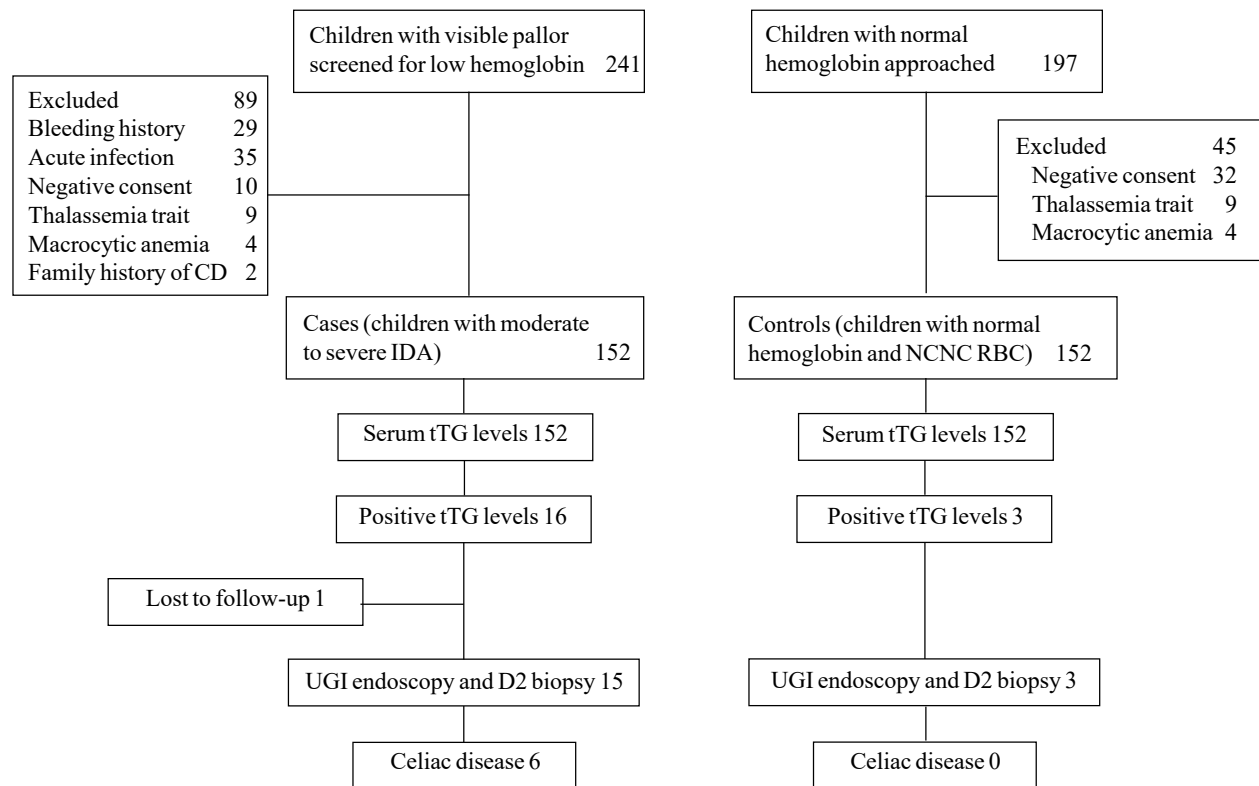 Children with visible pallor
screened for low hemoglobin 241
Excluded 89
Bleeding history 29
Acute infection 35
Negative consent 10
Thalassemia trait 9
Macrocytic anemia 4
Family history of CD 2
Cases (children with moderate
to severe IDA) 152
Serum tTG levels 152
Positive tTG levels 16
Lost to follow-up 1
UGI endoscopy and D2 biopsy 15
Celiac disease 6
Children with normal
hemoglobin approached 197
Excluded 45
Negative consent 32
Thalassemia trait 9
Macrocytic anemia 4
Controls (children with normal
hemoglobin and NCNC RBC) 152
Serum tTG levels 152
Positive tTG levels 3
UGI endoscopy and D2 biopsy 3
Celiac disease 0